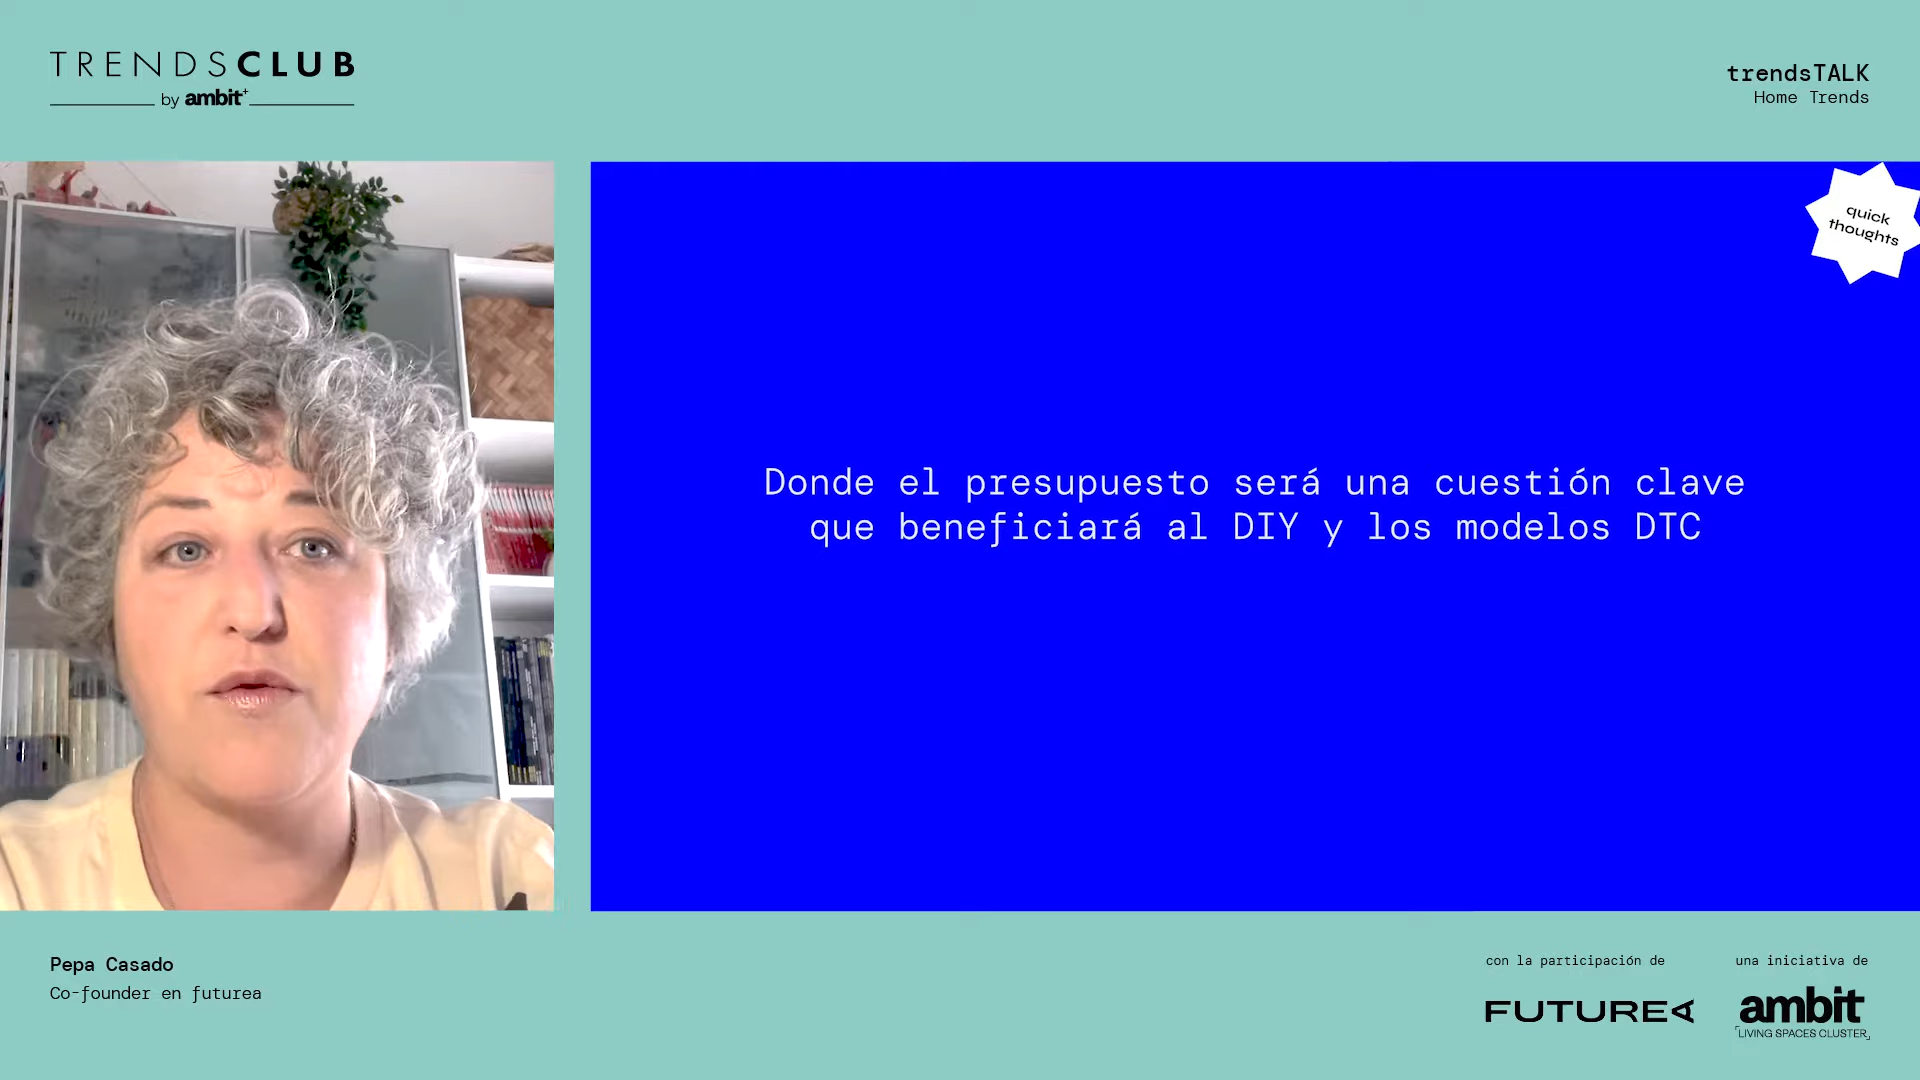 TRENDSCLUB
by ambit+
trendsTALK
Home Trends
quick
thoughts
Donde el presupuesto será una cuestión clave
que beneficiará al DIY y los modelos DTC
Pepa Casado
Co-founder en futurea
con la participación de
FUTUREA
una iniciativa de
ambit
LIVING SPACES CLUSTER